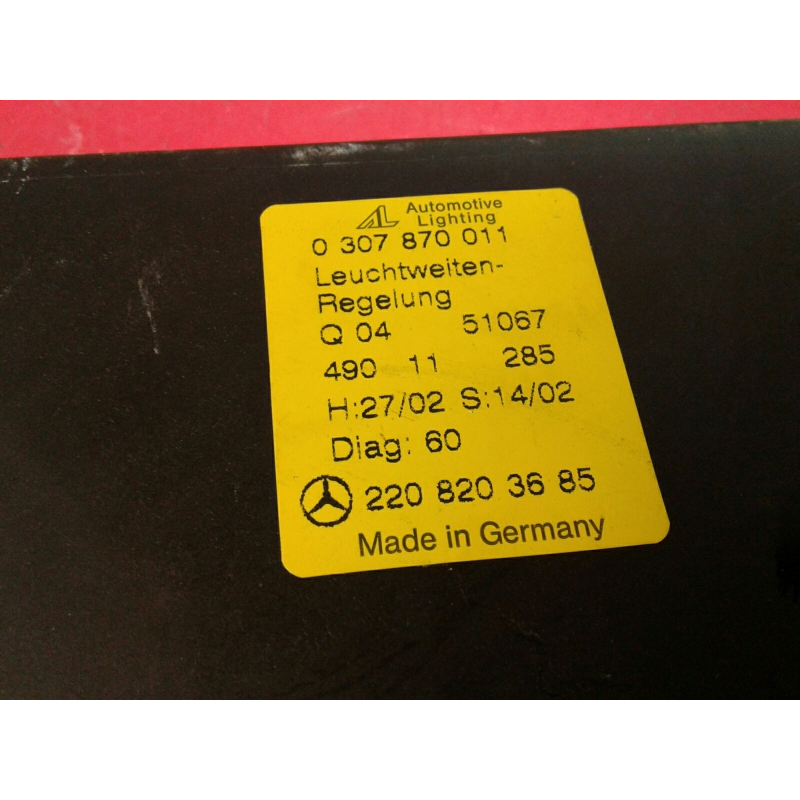 AL Automotive
Lighting
0 307 870 011
Leuchtweiten-
Regelung
Q 04 51067
490 11 285
H:27/02 S:14/02
Diag: 60
220 820 36 85
Made in Germany